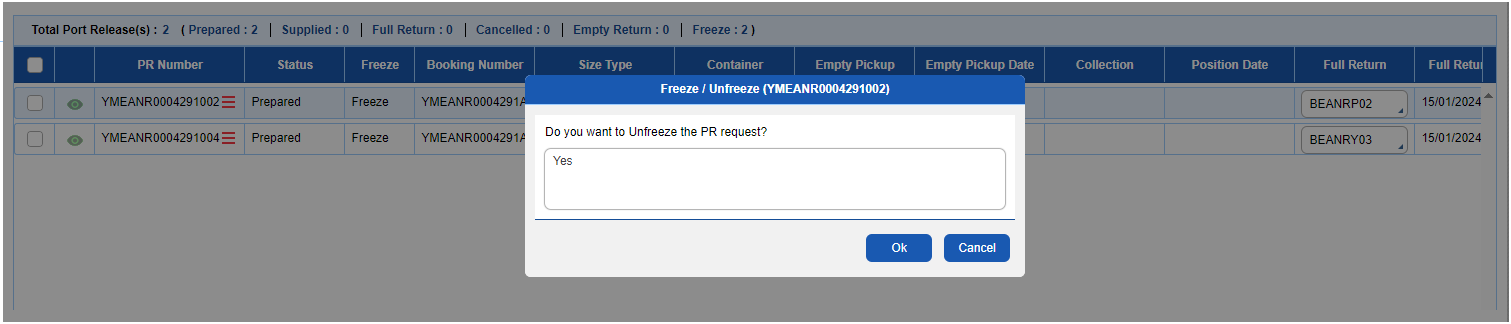 Total Port Release(s) : 2 ( Prepared : 2 | Supplied : 0 | Full Return : 0 | Cancelled : 0 | Empty Return : 0 | Freeze : 2 )
PR Number Status Freeze Booking Number Size Type Container Empty Pickup Empty Pickup Date Collection Position Date Full Return Full Retur
Freeze / Unfreeze (YMEANR0004291002)
YMEANR0004291002 Prepared Freeze YMEANR0004291A BEANRP02 15/01/2024
Do you want to Unfreeze the PR request?
YMEANR0004291004 Prepared Freeze YMEANR0004291A BEANRY03 15/01/2024
Yes
Ok Cancel